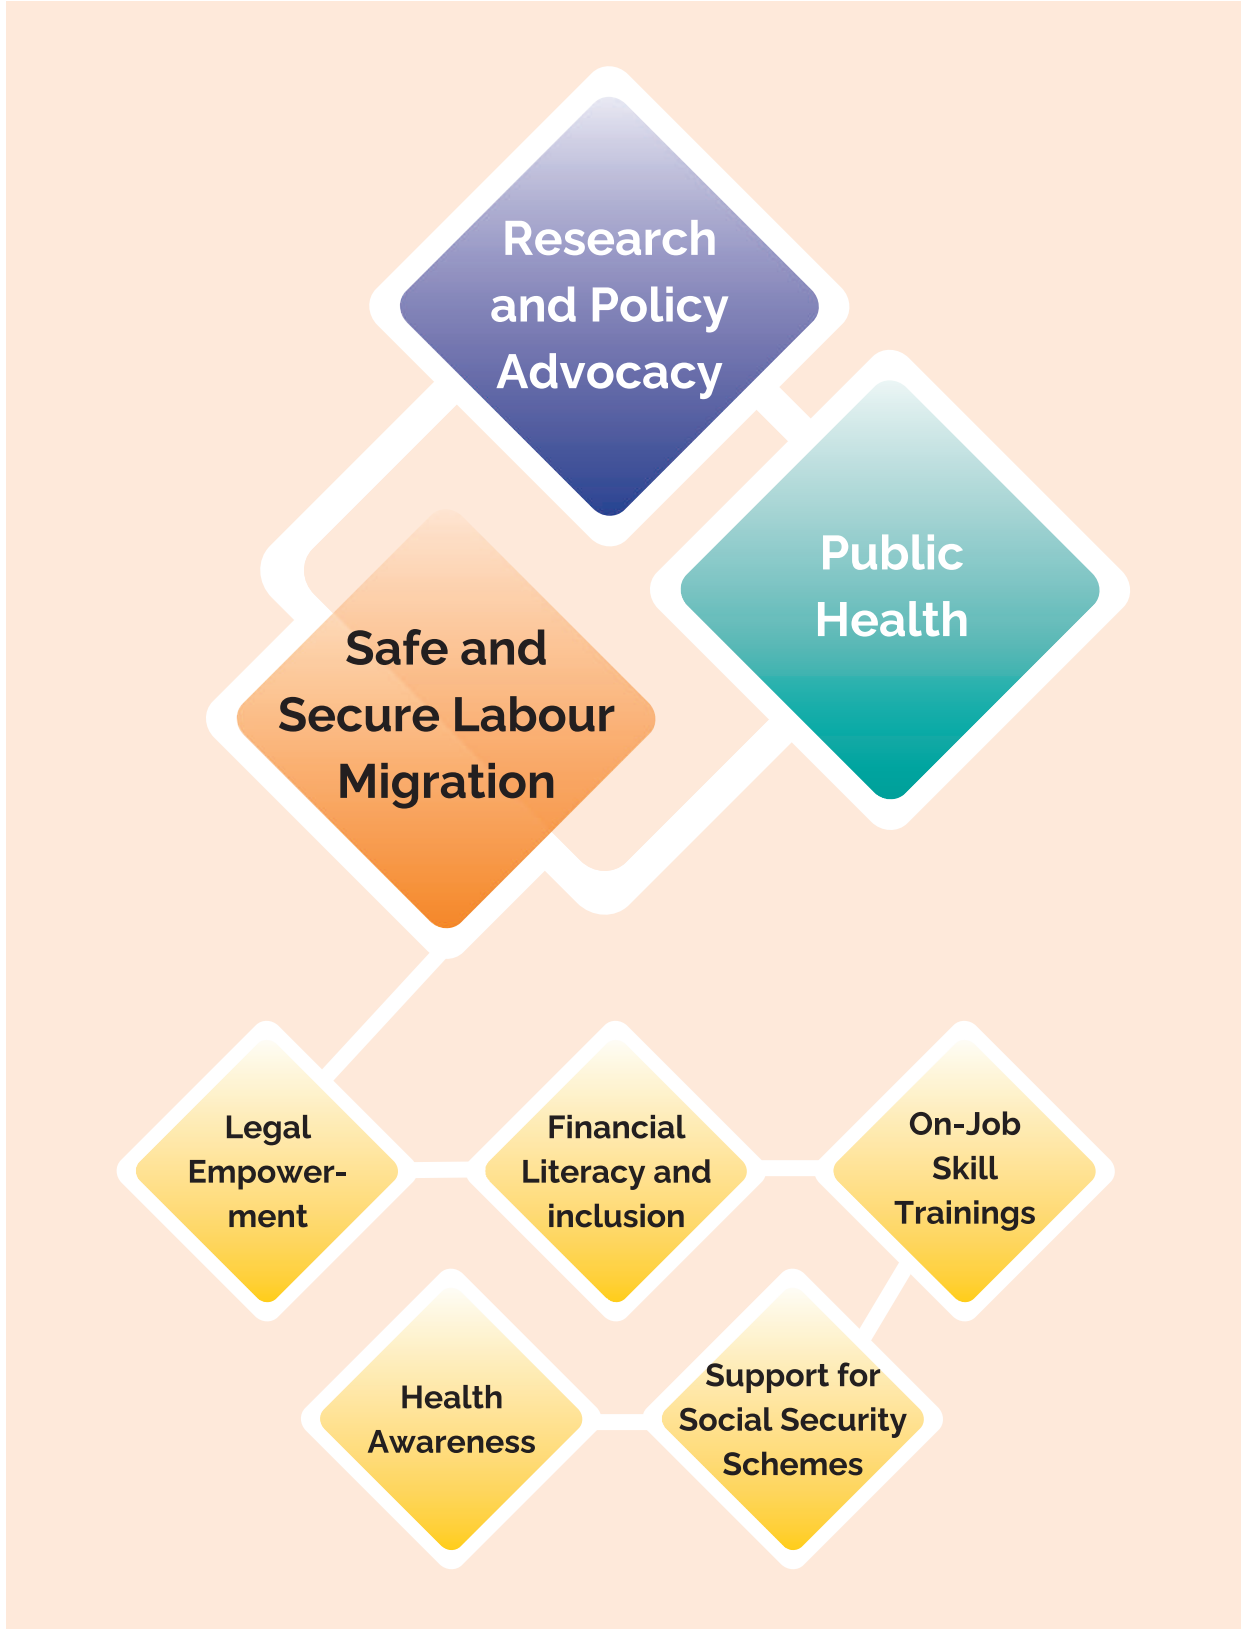 Research
and Policy
Advocacy
Public
Health
Safe and
Secure Labour
Migration
Legal
Empower-
ment
Financial
Literacy and
inclusion
On-Job
Skill
Trainings
Health
Awareness
Support for
Social Security
Schemes